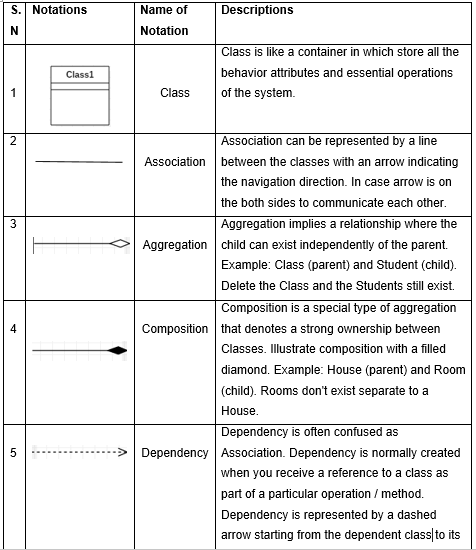 S. Notations Name of Descriptions
N Notation
Class is like a container in which store all the
behavior attributes and essential operations
of the system.
Class1
1 Class
2 Association can be represented by a line
between the classes with an arrow indicating
Association
the navigation direction. In case arrow is on
the both sides to communicate each other.
3 Aggregation implies a relationship where the
child can exist independently of the parent.
Aggregation
Example: Class (parent) and Student (child).
Delete the Class and the Students still exist.
Composition is a special type of aggregation
4 Composition that denotes a strong ownership between
Classes. Illustrate composition with a filled
diamond. Example: House (parent) and Room
(child). Rooms don't exist separate to a
House.
Dependency is often confused as
5 Dependency Association. Dependency is normally created
when you receive a reference to a class as
part of a particular operation / method.
Dependency is represented by a dashed
arrow starting from the dependent class to its